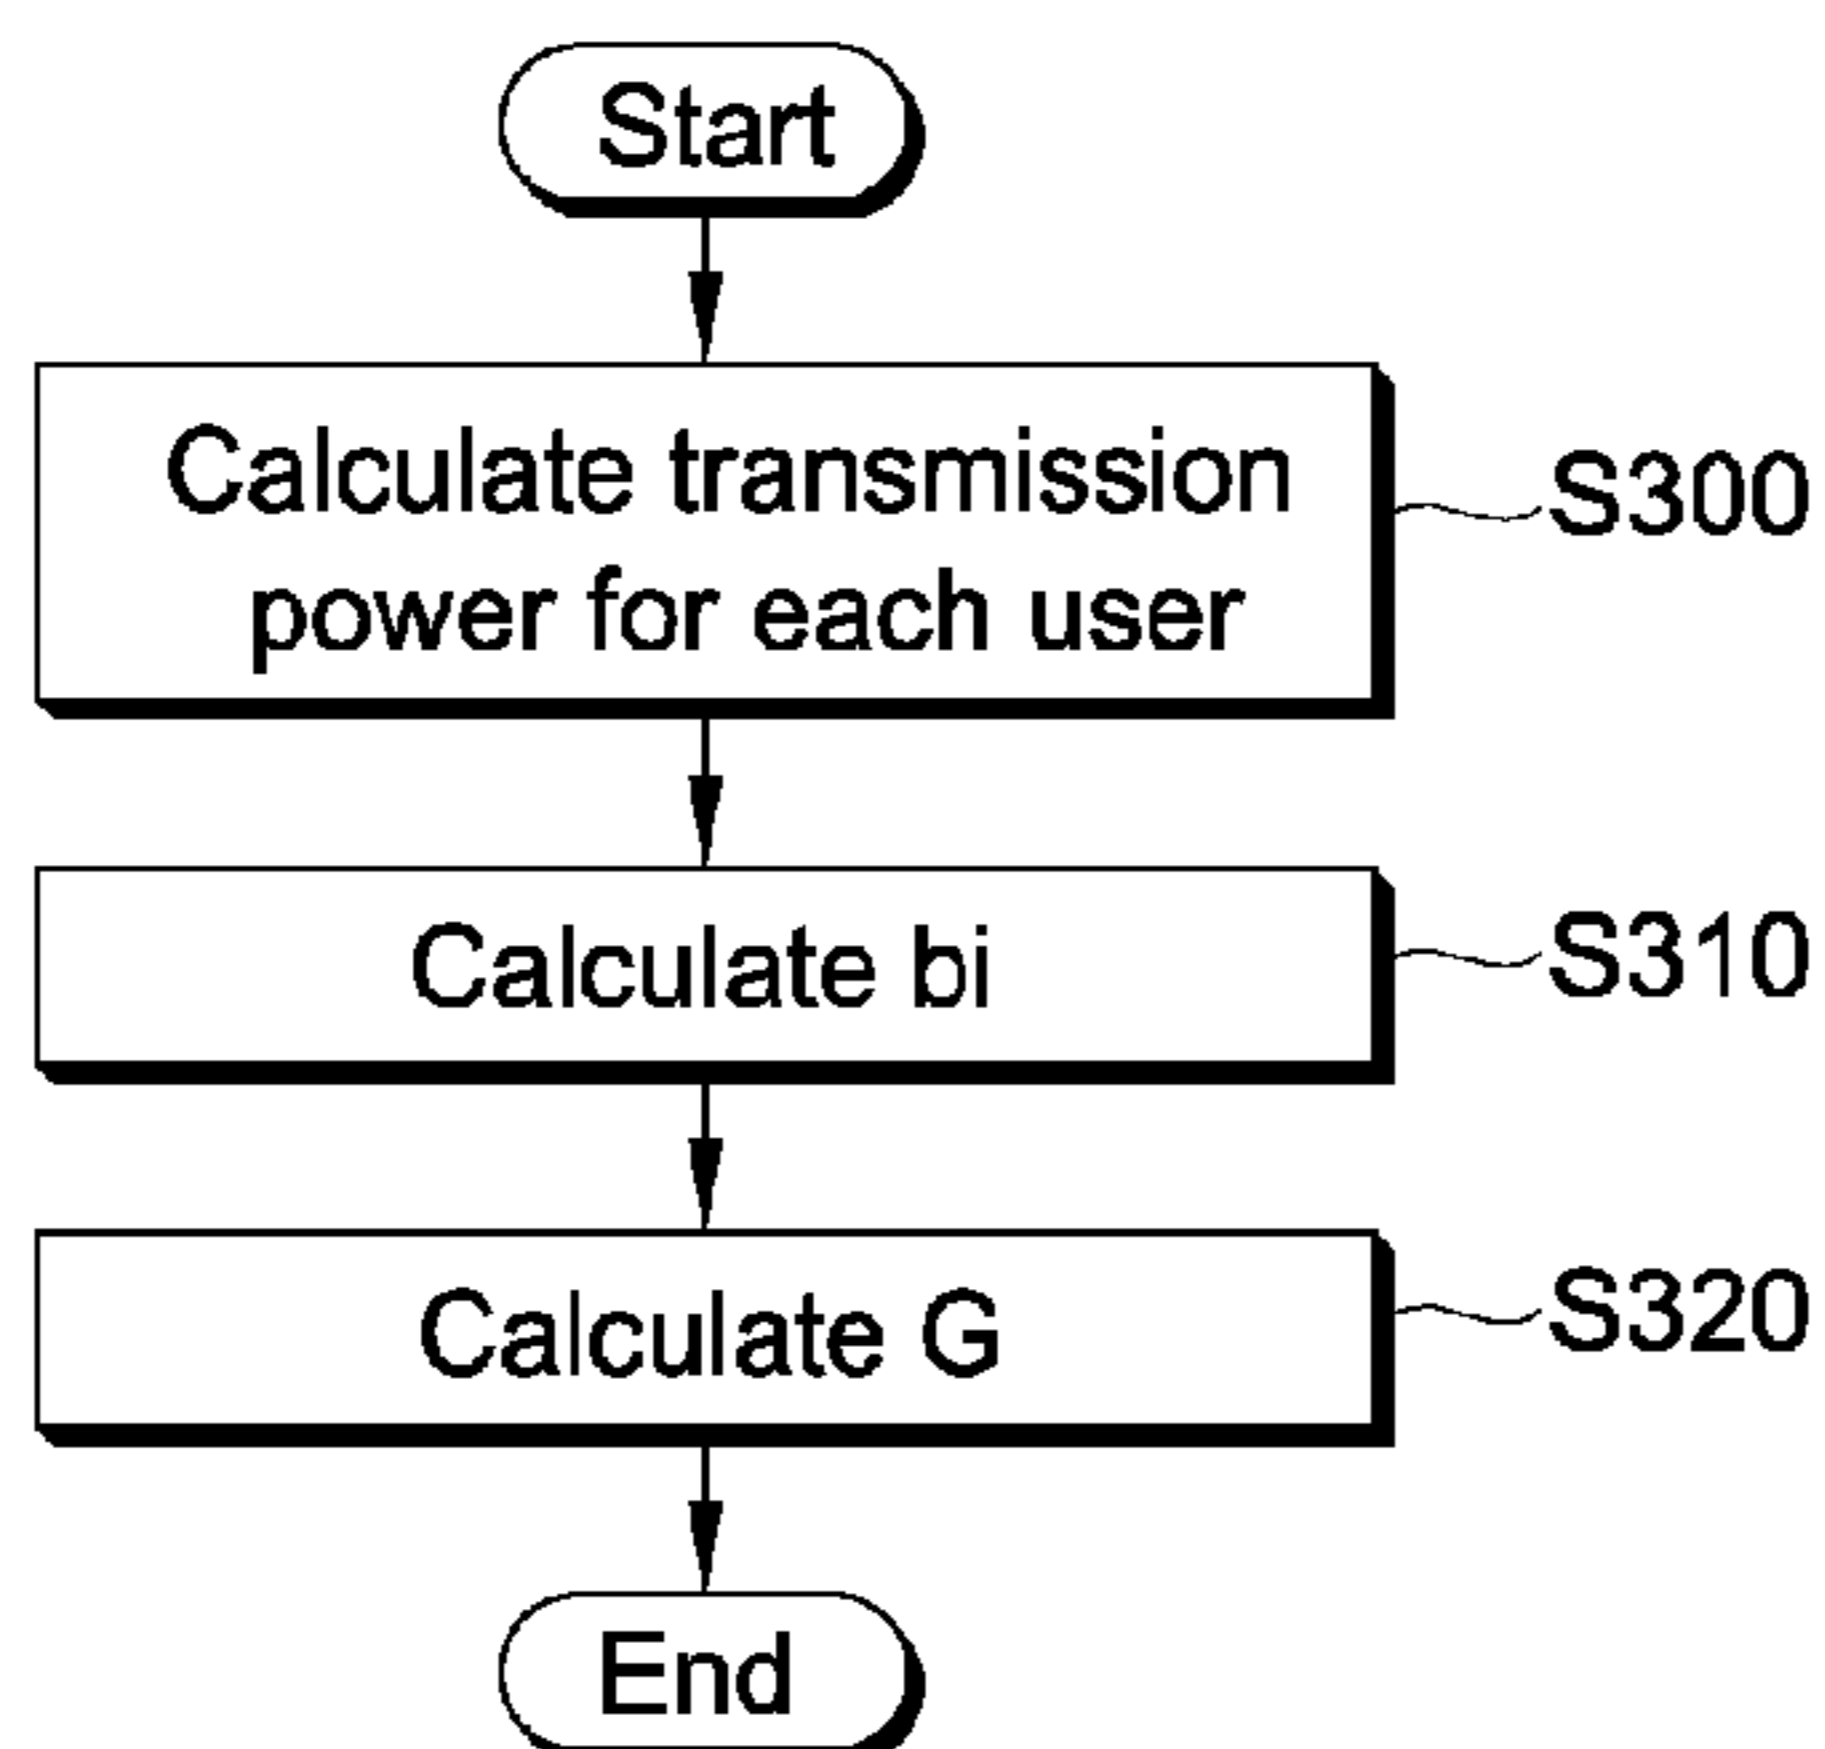 Start
Calculate transmission
power for each user
S300
Calculate bi
S310
Calculate G
S320
End